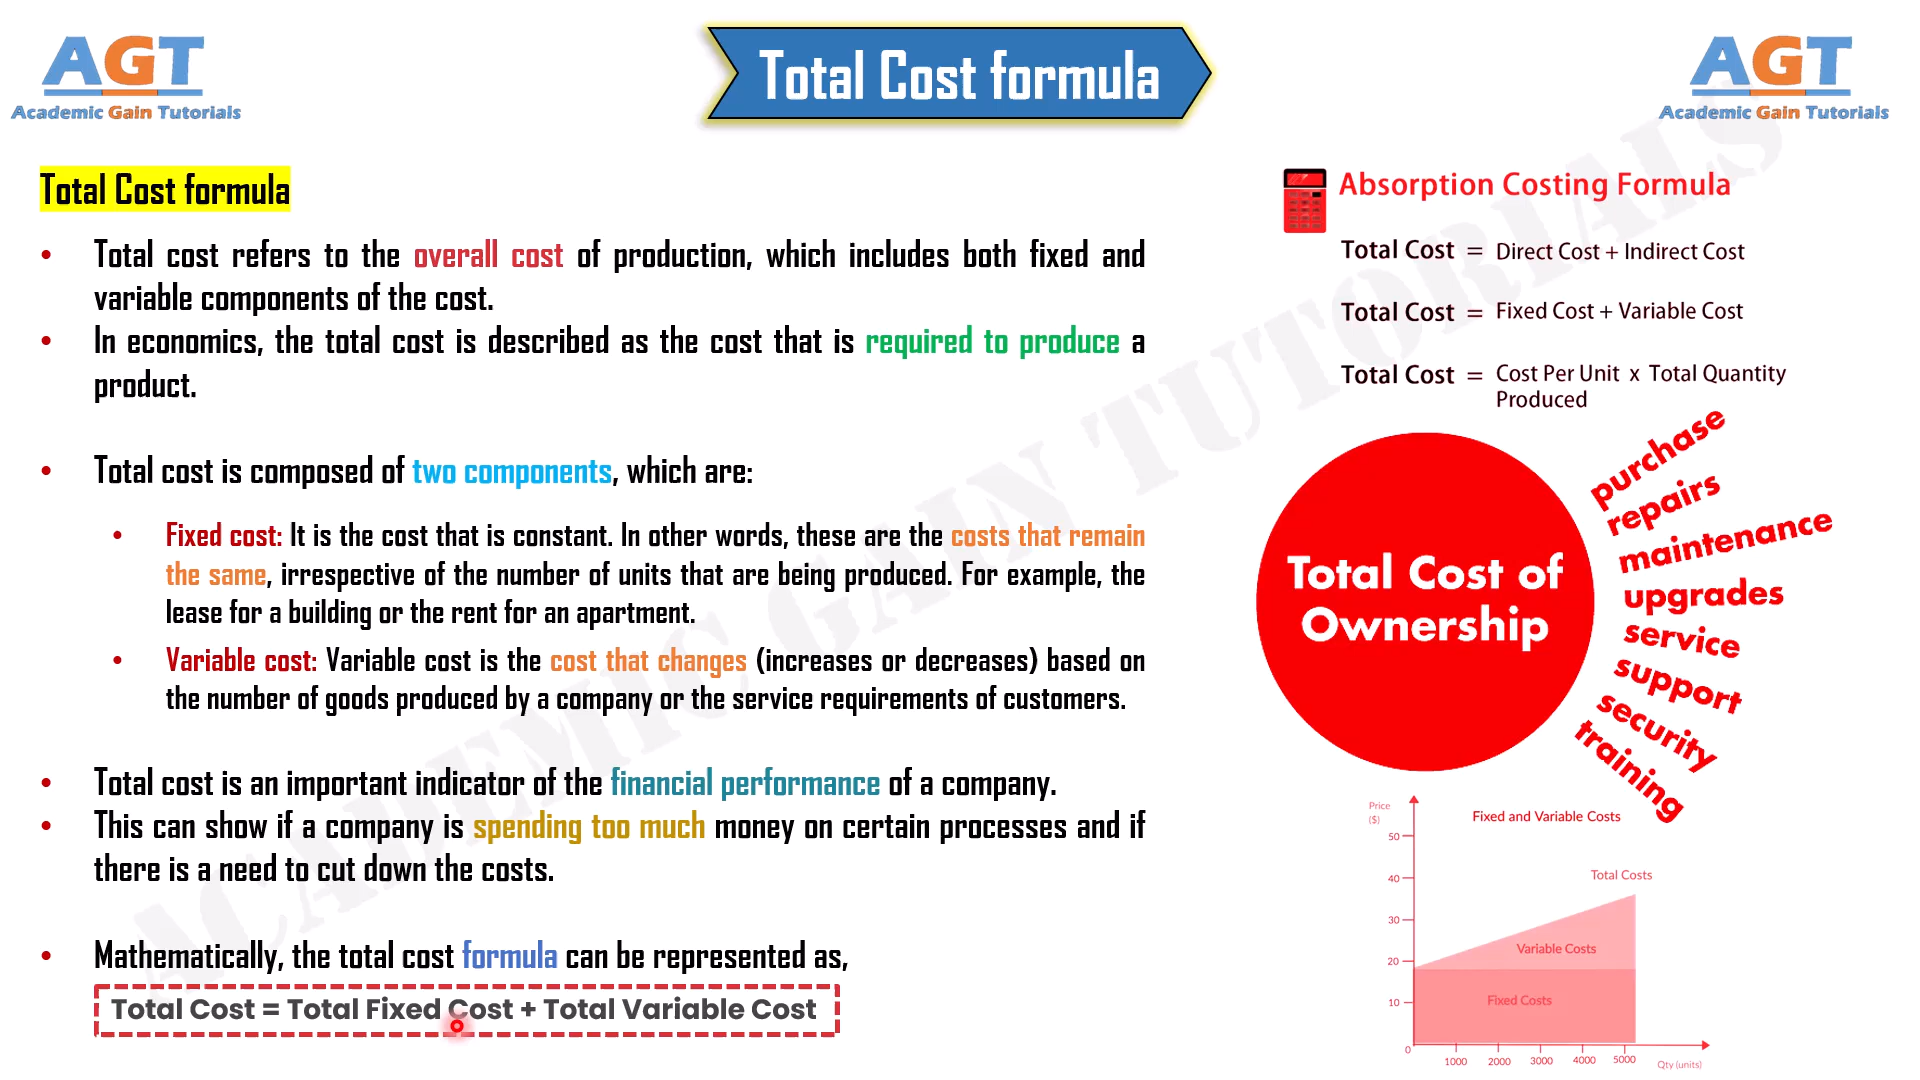 AGT
Academic Gain Tutorials
Total Cost formula
AGT
Academic Gain Tutorials
Total Cost formula
• Total cost refers to the overall cost of production, which includes both fixed and
variable components of the cost.
• In economics, the total cost is described as the cost that is required to produce a
product.
• Total cost is composed of two components, which are:
• Fixed cost: It is the cost that is constant. In other words, these are the costs that remain
the same, irrespective of the number of units that are being produced. For example, the
lease for a building or the rent for an apartment.
• Variable cost: Variable cost is the cost that changes (increases or decreases) based on
the number of goods produced by a company or the service requirements of customers.
• Total cost is an important indicator of the financial performance of a company.
• This can show if a company is spending too much money on certain processes and if
there is a need to cut down the costs.
• Mathematically, the total cost formula can be represented as,
Total Cost = Total Fixed Cost + Total Variable Cost
Absorption Costing Formula
Total Cost = Direct Cost + Indirect Cost
Total Cost = Fixed Cost + Variable Cost
Total Cost = Cost Per Unit x Total Quantity
Produced
Total Cost of
Ownership
purchase
repairs
maintenance
upgrades
service
support
security
training
Price
($)
Fixed and Variable Costs
50
40
30
20
10
0
Total Costs
Variable Costs
Fixed Costs
1000 2000 3000 4000 5000
Qty (units)
ACADEMIC GAIN TUTORIALS